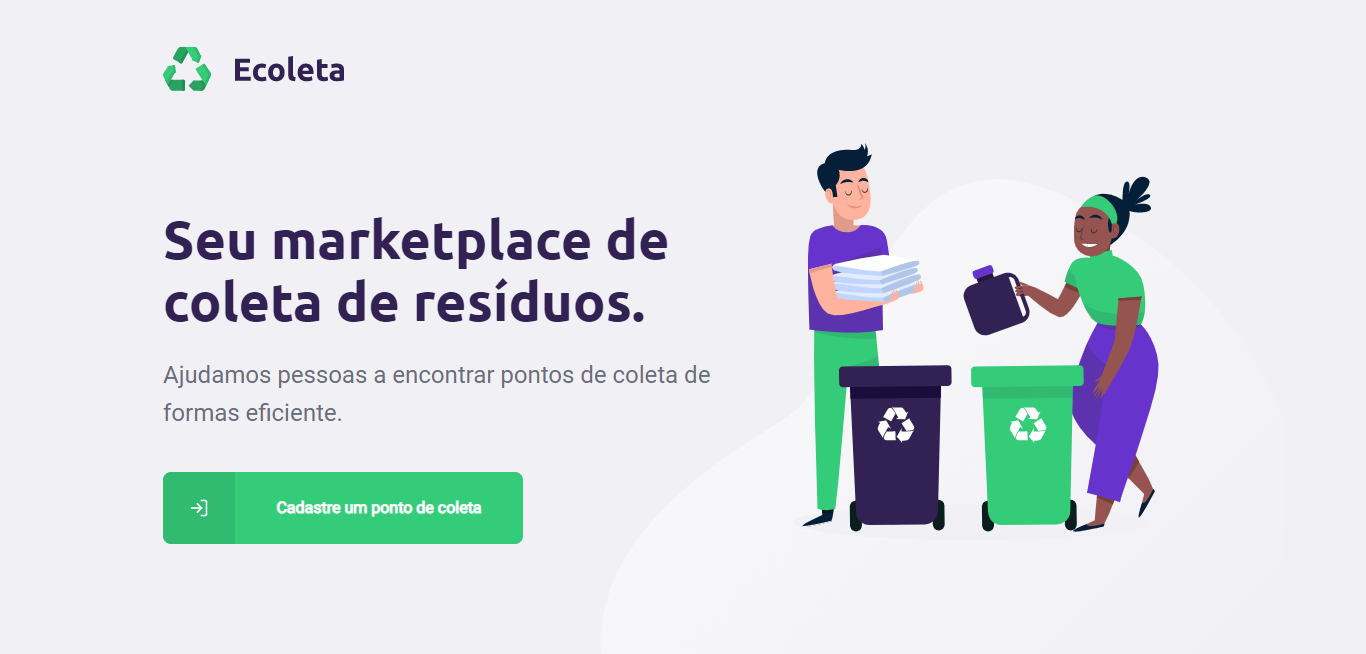 Ecoleta
Seu marketplace de
coleta de resíduos.
Ajudamos pessoas a encontrar pontos de coleta de
formas eficiente.
Cadastre um ponto de coleta